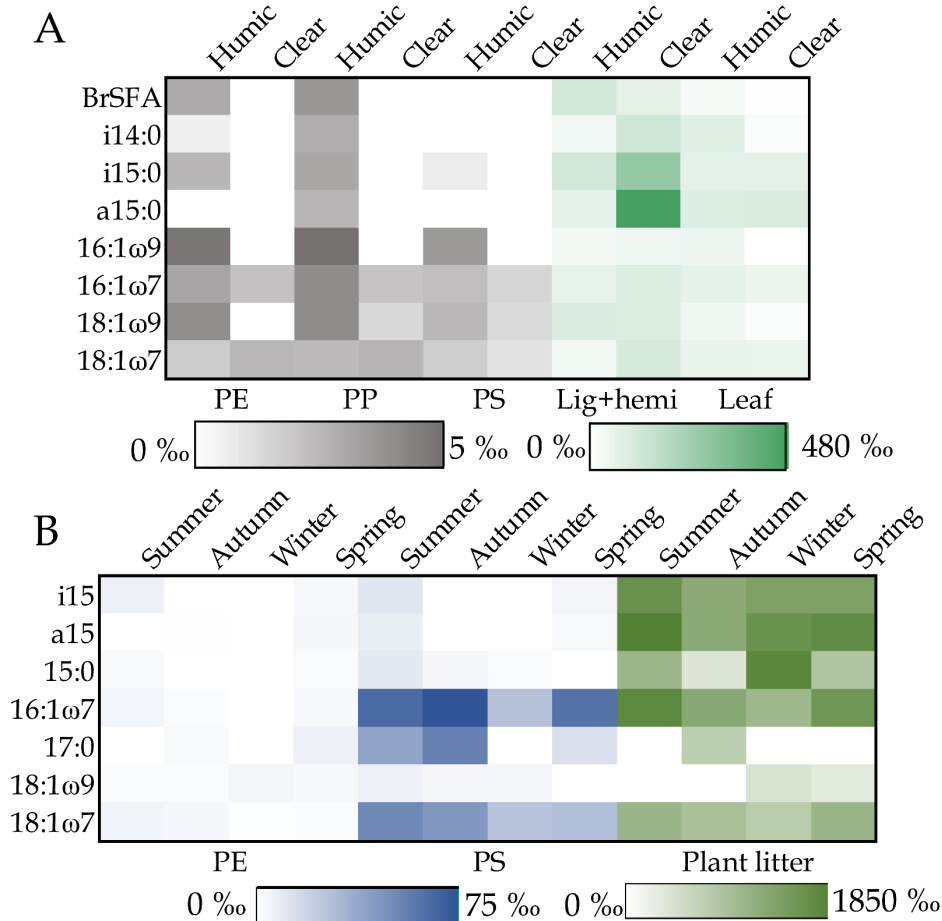 A
Humic Clear Humic Clear Humic Clear Humic Clear Humic Clear
BrSFA
i14:0
i15:0
a15:0
16:1ω9
16:1ω7
18:1ω9
18:1ω7
PE PP PS Lig+hemi Leaf
0 ‰ 5 ‰ 0 ‰ 480 ‰
B
Summer Autumn Winter Spring Summer Autumn Winter Spring Summer Autumn Winter Spring
i15
a15
15:0
16:1ω7
17:0
18:1ω9
18:1ω7
PE PS Plant litter
0 ‰ 75 ‰ 0 ‰ 1850 ‰